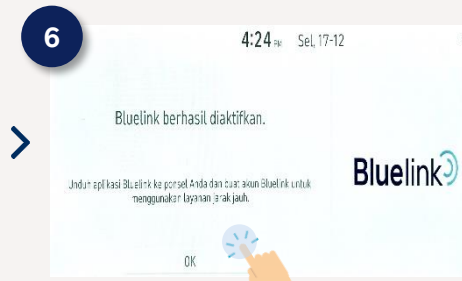 6
4:24 PM Sel, 17-12
Bluelink berhasil diaktifkan.
Bluelink
Unduh aplikasi Bluelink ke ponsel Anda dan buat akun Bluelink untuk
menggunakan layanan jarak jauh.
OK